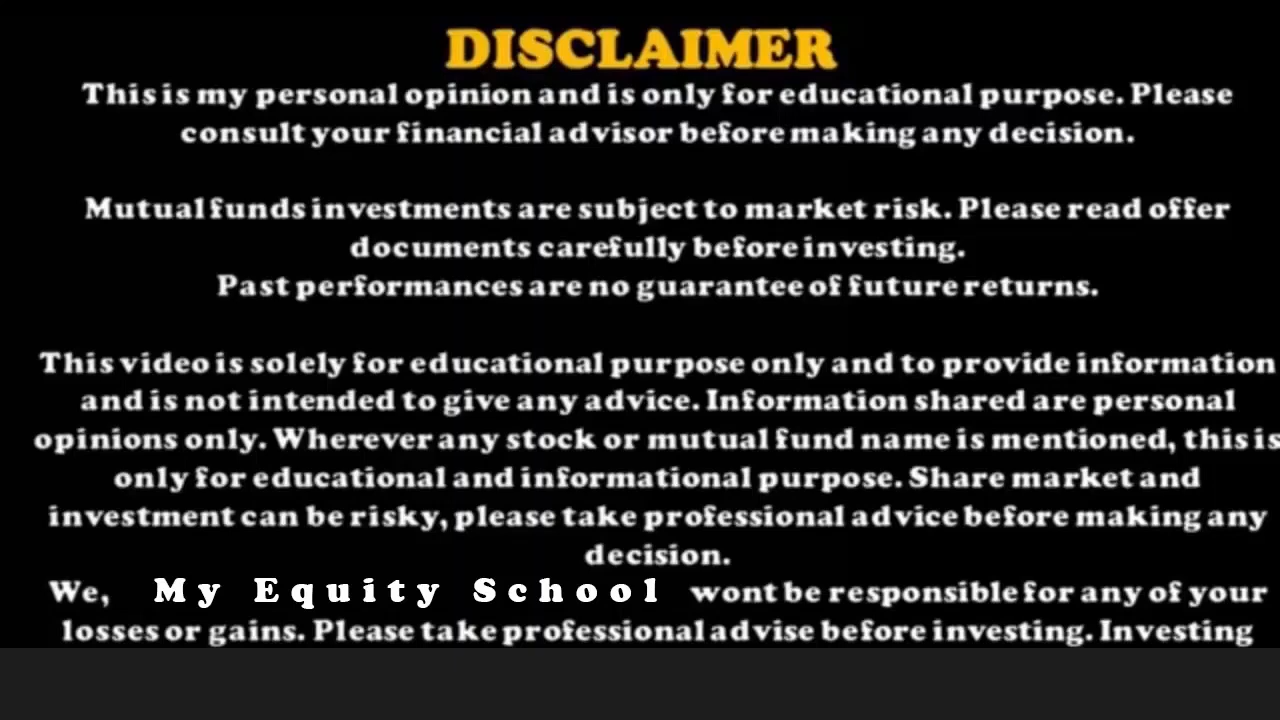 DISCLAIMER
This is my personal opinion and is only for educational purpose. Please
consult your financial advisor before making any decision.
Mutual funds investments are subject to market risk. Please read offer
documents carefully before investing.
Past performances are no guarantee of future returns.
This video is solely for educational purpose only and to provide information
and is not intended to give any advice. Information shared are personal
opinions only. Wherever any stock or mutual fund name is mentioned, this is
only for educational and informational purpose. Share market and
investment can be risky, please take professional advice before making any
decision.
We, My Equity School wont be responsible for any of your
losses or gains. Please take professional advise before investing. Investing